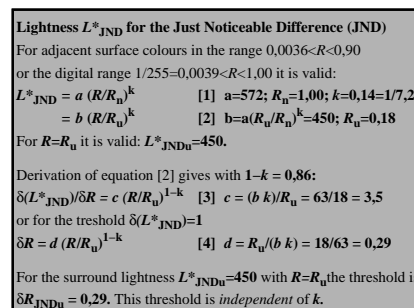 Lightness L*JND for the Just Noticeable Difference (JND)
For adjacent surface colours in the range 0,0036<R<0,90
or the digital range 1/255=0,0039<R<1,00 it is valid:
L*JND = a (R/Rn)^k [1] a=572; Rn=1,00; k=0,14=1/7,2
= b (R/Ru)^k [2] b=a(Ru/Rn)^k=450; Ru=0,18
For R=Ru it is valid: L*JNDu=450.
Derivation of equation [2] gives with 1–k = 0,86:
δ(L*JND)/δR = c (R/Ru)^1–k [3] c = (b k)/Ru = 63/18 = 3,5
or for the treshold δ(L*JND)=1
δR = d (R/Ru)^1–k [4] d = Ru/(b k) = 18/63 = 0,29
For the surround lightness L*JNDu=450 with R=Ru the threshold i
δRJNDu = 0,29. This threshold is independent of k.